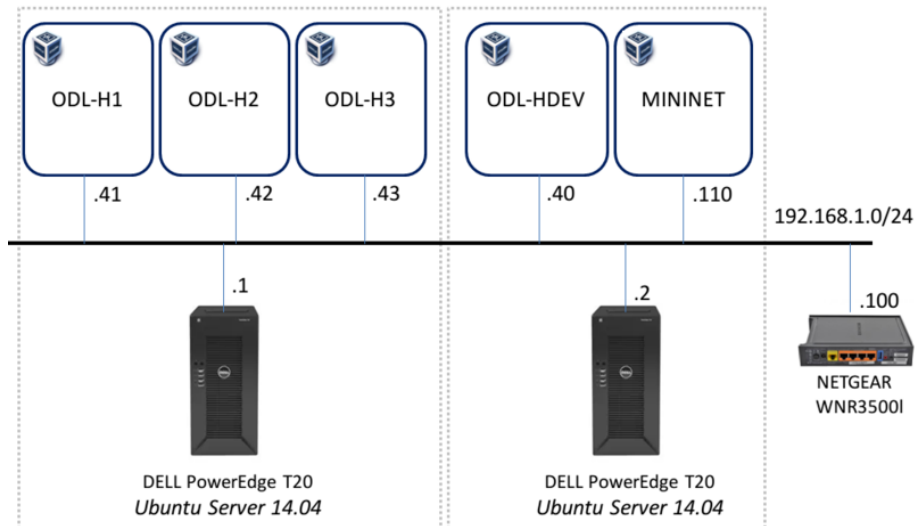 ODL-H1
ODL-H2
ODL-H3
ODL-HDEV
MININET
.41
.42
.43
.40
.110
192.168.1.0/24
.1
.2
.100
NETGEAR
WNR3500l
DELL PowerEdge T20
Ubuntu Server 14.04
DELL PowerEdge T20
Ubuntu Server 14.04